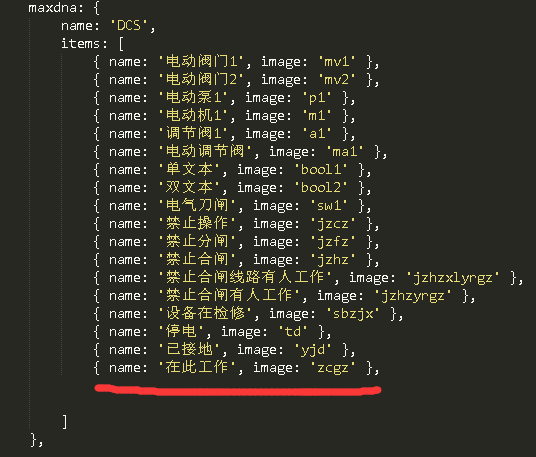 maxdna: {
name: 'DCS',
items: [
{ name: '电动阀门1', image: 'mv1' },
{ name: '电动阀门2', image: 'mv2' },
{ name: '电动泵1', image: 'p1' },
{ name: '电动机1', image: 'm1' },
{ name: '调节阀1', image: 'a1' },
{ name: '电动调节阀', image: 'ma1' },
{ name: '单文本', image: 'bool1' },
{ name: '双文本', image: 'bool2' },
{ name: '电气刀闸', image: 'sw1' },
{ name: '禁止操作', image: 'jzcz' },
{ name: '禁止分闸', image: 'jzfz' },
{ name: '禁止合闸', image: 'jzhz' },
{ name: '禁止合闸线路有人工作', image: 'jzhzxlyrgz' },
{ name: '禁止合闸有人工作', image: 'jzhzyrgz' },
{ name: '设备在检修', image: 'sbzjx' },
{ name: '停电', image: 'td' },
{ name: '已接地', image: 'yjd' },
{ name: '在此工作', image: 'zcgz' },
]
},